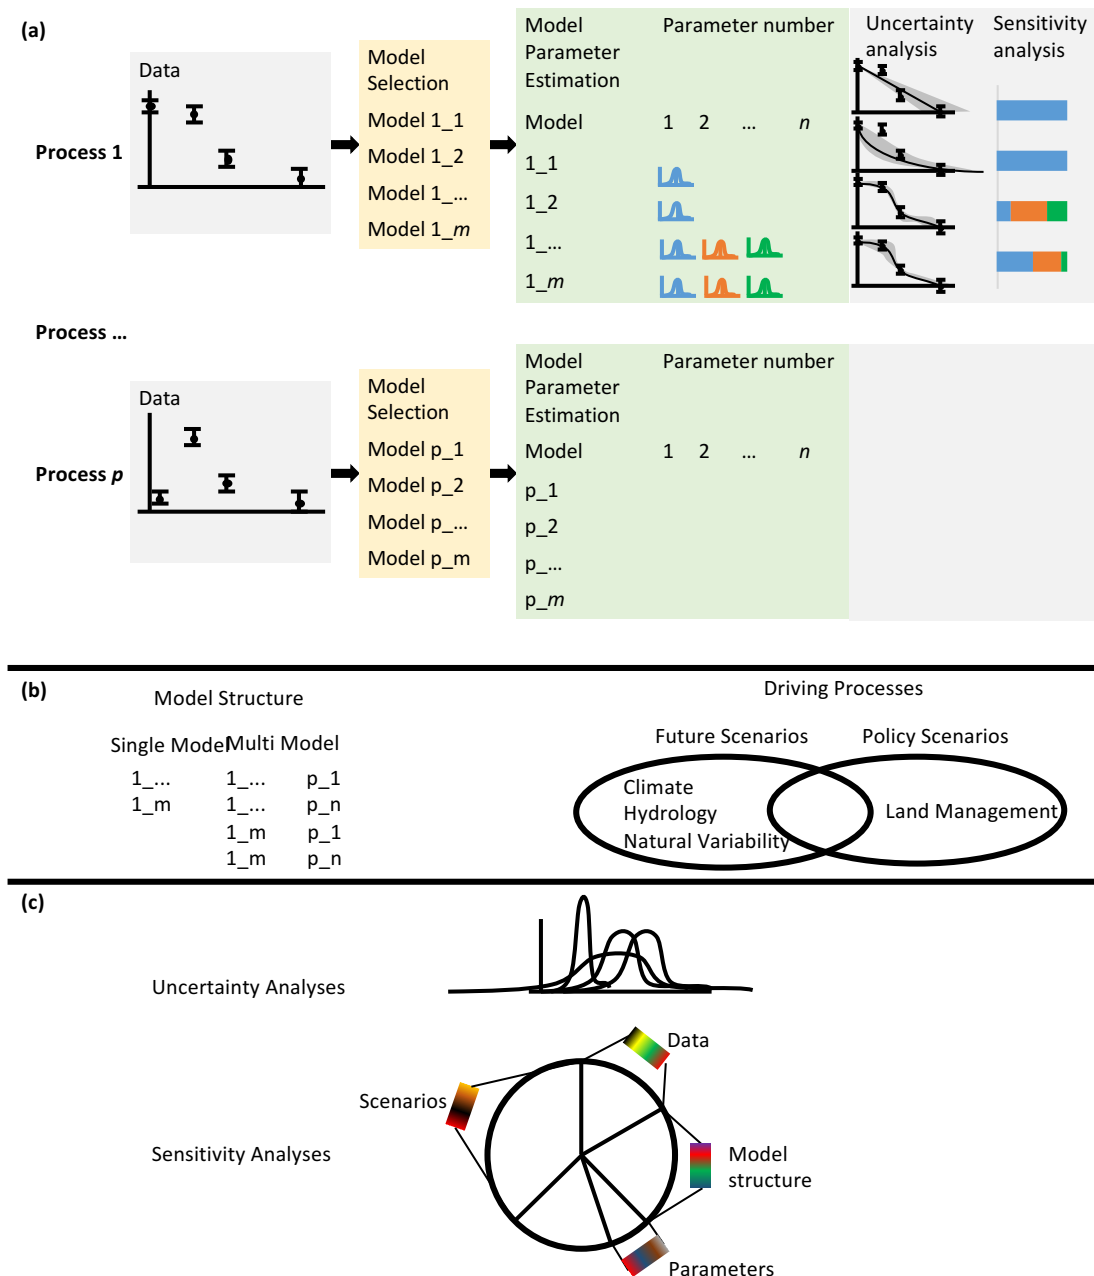 (a)
Data
Process 1
Model
Selection
Model 1_1
Model 1_2
Model 1_...
Model 1_m
Model
Parameter
Estimation
Parameter number
Model 1 2 ... n
1_1
1_2
1_...
1_m
Uncertainty
analysis
Sensitivity
analysis
Process ...
Data
Process p
Model
Selection
Model p_1
Model p_2
Model p_...
Model p_m
Model
Parameter
Estimation
Parameter number
Model 1 2 ... n
p_1
p_2
p_...
p_m
(b)
Model Structure
Single Model Multi Model
1_... 1_... p_1
1_m 1_... p_n
1_m p_1
1_m p_n
Driving Processes
Future Scenarios Policy Scenarios
Climate
Hydrology
Natural Variability
Land Management
(c)
Uncertainty Analyses
Data
Scenarios
Sensitivity Analyses
Model
structure
Parameters